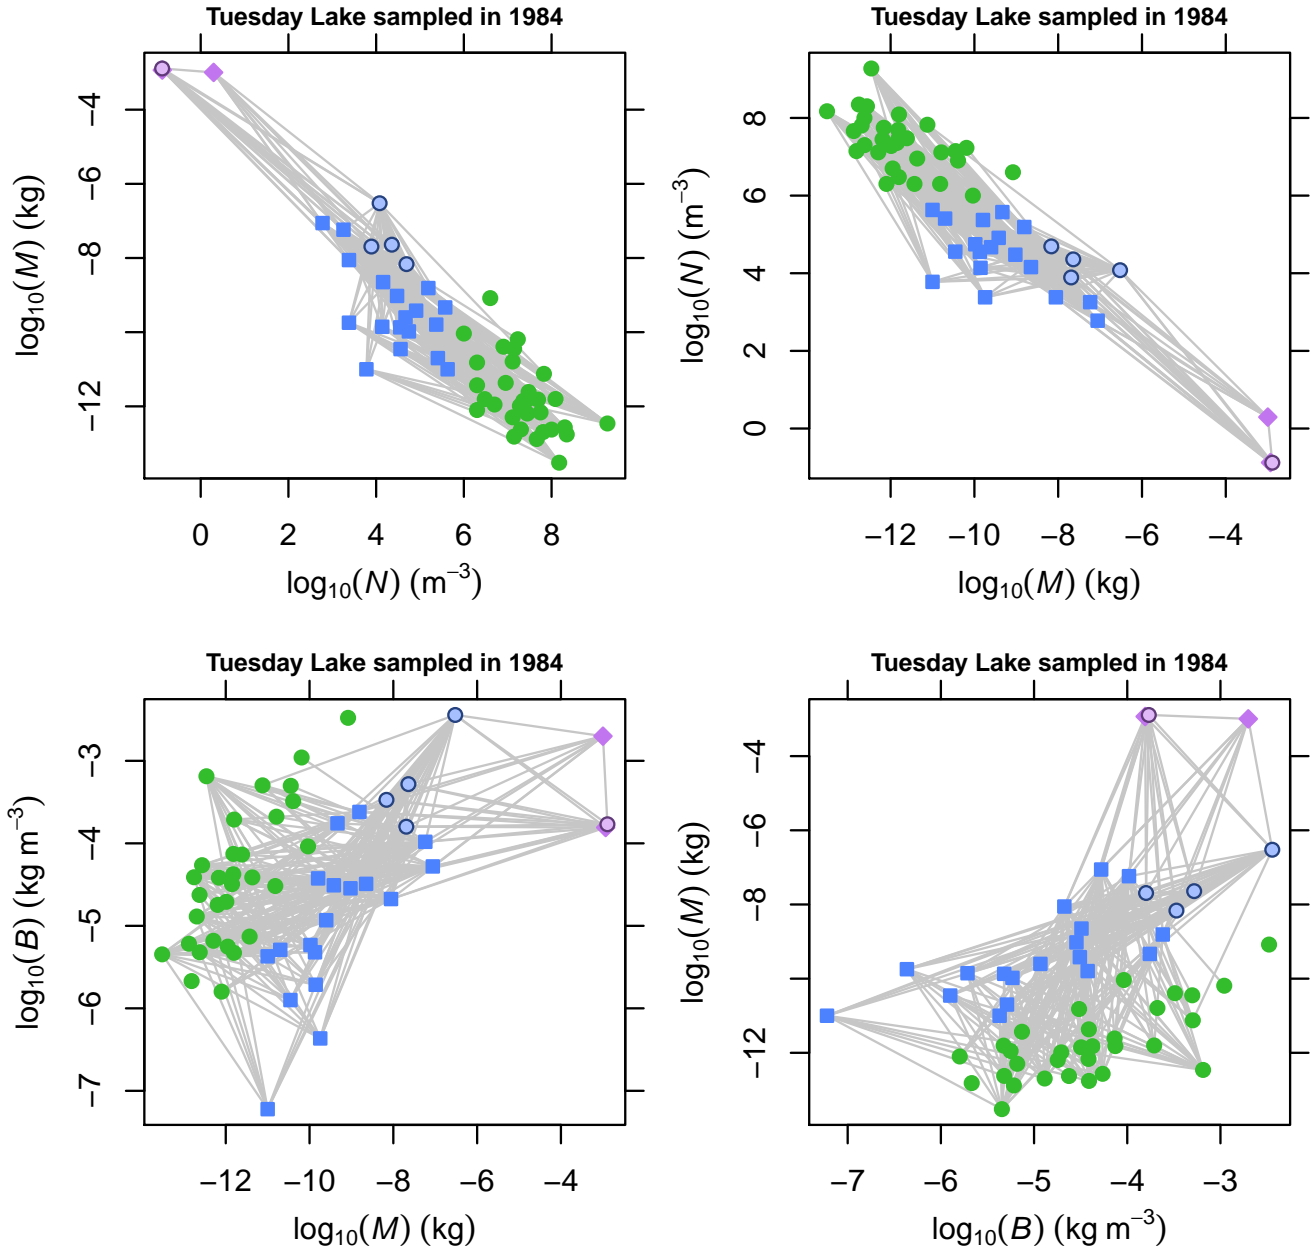 Tuesday Lake sampled in 1984
−4
−6
−8
−12
log10(M) (kg)
0 2 4 6 8
log10(N) (m−3)
Tuesday Lake sampled in 1984
8
6
4
2
0
log10(N) (m−3)
−12 −10 −8 −6 −4
log10(M) (kg)
Tuesday Lake sampled in 1984
−3
−4
−5
−6
−7
log10(B) (kg m−3)
−12 −10 −8 −6 −4
log10(M) (kg)
Tuesday Lake sampled in 1984
−4
−6
−8
−12
log10(M) (kg)
−7 −6 −5 −4 −3
log10(B) (kg m−3)